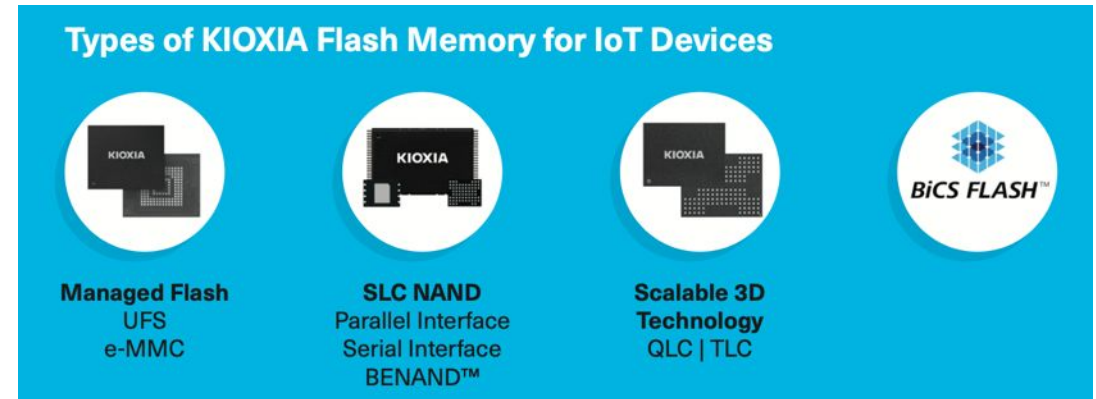 Types of KIOXIA Flash Memory for IoT Devices
KIOXIA
KIOXIA
KIOXIA
BiCS FLASH™
Managed Flash
UFS
e-MMC
SLC NAND
Parallel Interface
Serial Interface
BENAND™
Scalable 3D
Technology
QLC | TLC